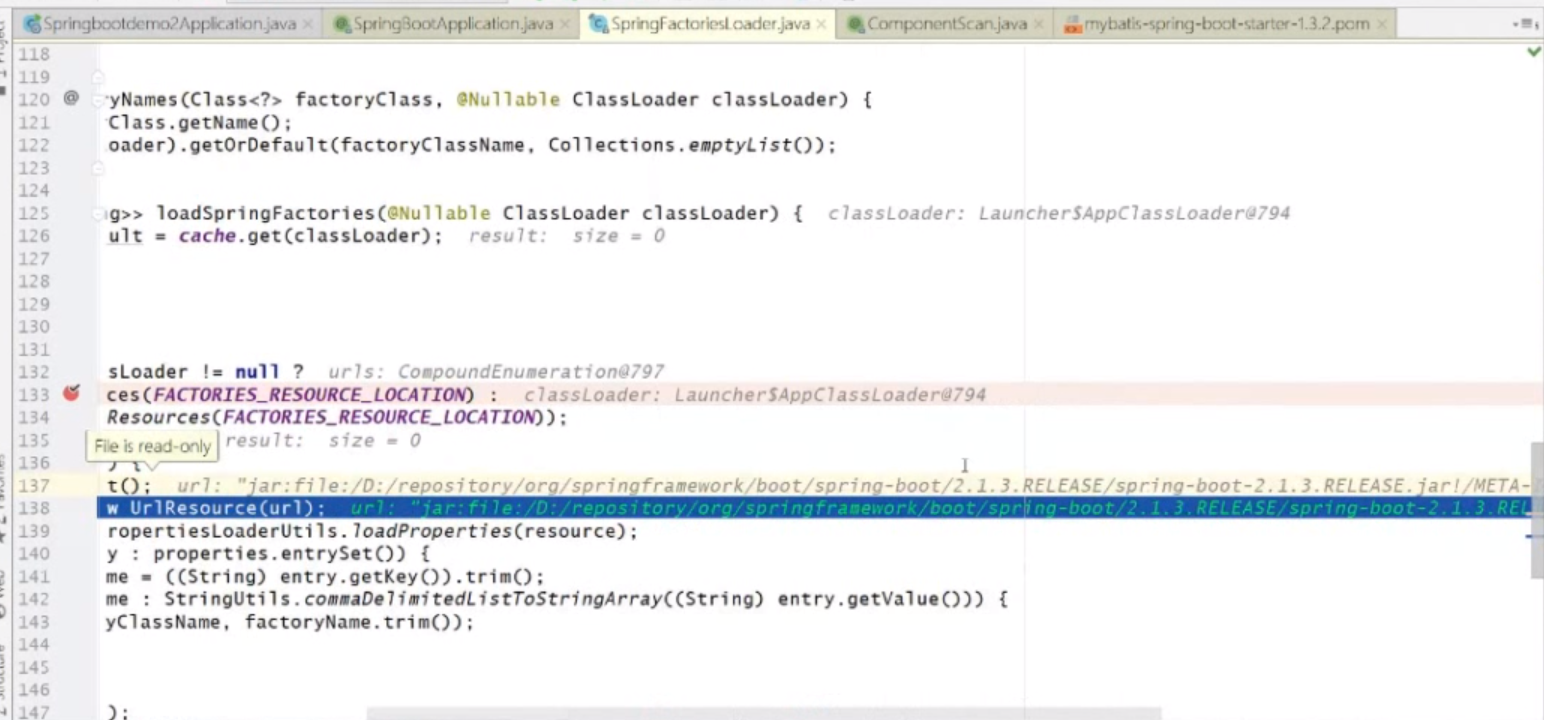 Springbootdemo2Application.java × SpringBootApplication.java × SpringFactoriesLoader.java × ComponentScan.java × mybatis-spring-boot-starter-1.3.2.pom ×
118
119
120 @ yNames(Class<?> factoryClass, @Nullable ClassLoader classLoader) {
121 Class.getName();
122 oader).getOrDefault(factoryClassName, Collections.emptyList());
123
124
125 g>> loadSpringFactories(@Nullable ClassLoader classLoader) { classLoader: Launcher$AppClassLoader@794
126 ult = cache.get(classLoader); result: size = 0
127
128
129
130
131
132 sLoader != null ? urls: CompoundEnumeration@797
133 ces(FACTORIES_RESOURCE_LOCATION) : classLoader: Launcher$AppClassLoader@794
134 Resources(FACTORIES_RESOURCE_LOCATION));
135 result: size = 0
File is read-only
136 ) {
137 t(); url: "jar:file:/D:/repository/org/springframework/boot/spring-boot/2.1.3.RELEASE/spring-boot-2.1.3.RELEASE.jar!/META-
138 w UrlResource(url); url: "jar:file:/D:/repository/org/springframework/boot/spring-boot/2.1.3.RELEASE/spring-boot-2.1.3.REL
139 ropertiesLoaderUtils.loadProperties(resource);
140 y : properties.entrySet()) {
141 me = ((String) entry.getKey()).trim();
142 me : StringUtils.commaDelimitedListToStringArray((String) entry.getValue())) {
143 yClassName, factoryName.trim());
144
145
146
147 );